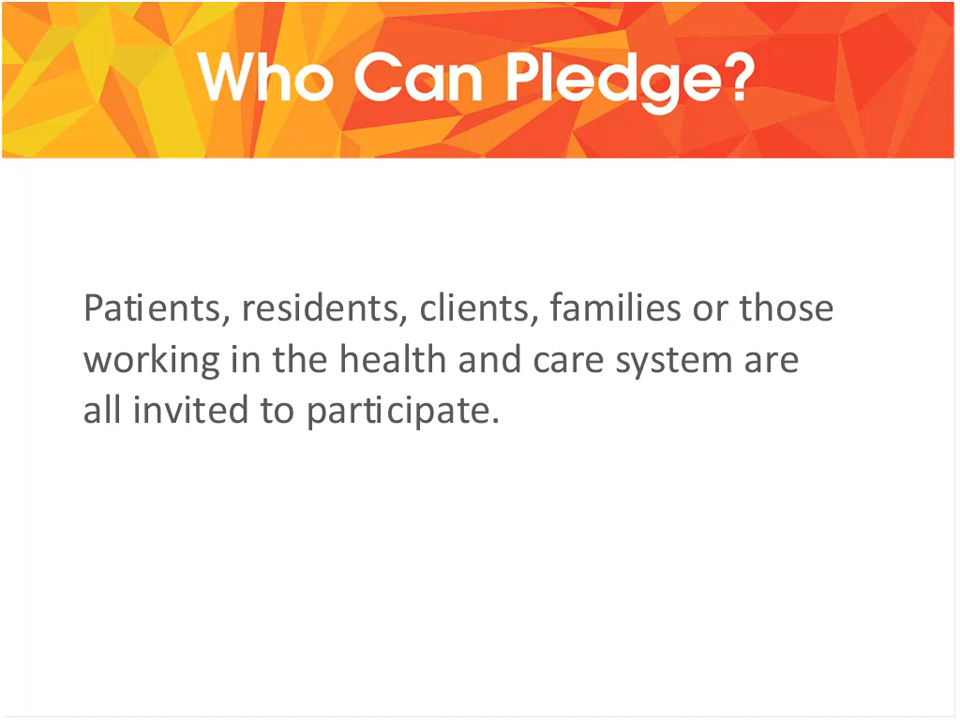 Who Can Pledge?
Patients, residents, clients, families or those
working in the health and care system are
all invited to participate.